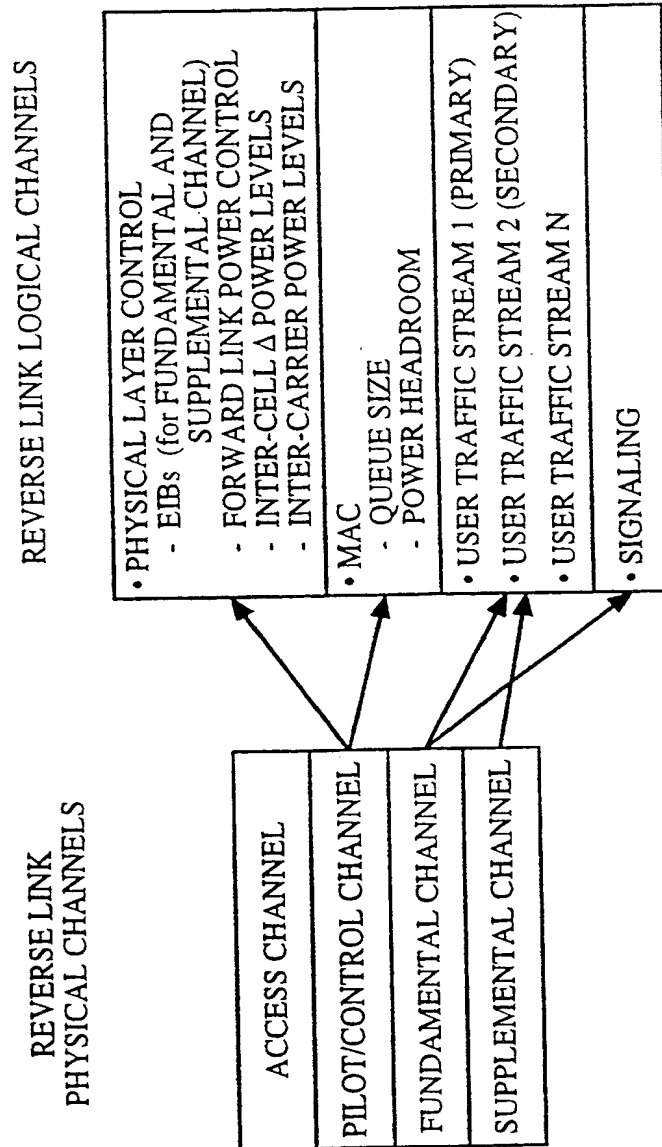 REVERSE LINK
PHYSICAL CHANNELS
ACCESS CHANNEL
PILOT/CONTROL CHANNEL
FUNDAMENTAL CHANNEL
SUPPLEMENTAL CHANNEL
REVERSE LINK LOGICAL CHANNELS
• PHYSICAL LAYER CONTROL
- EIBs (for FUNDAMENTAL AND
SUPPLEMENTAL CHANNEL)
- FORWARD LINK POWER CONTROL
- INTER-CELL Δ POWER LEVELS
- INTER-CARRIER POWER LEVELS
• MAC
- QUEUE SIZE
- POWER HEADROOM
• USER TRAFFIC STREAM 1 (PRIMARY)
• USER TRAFFIC STREAM 2 (SECONDARY)
• USER TRAFFIC STREAM N
• SIGNALING